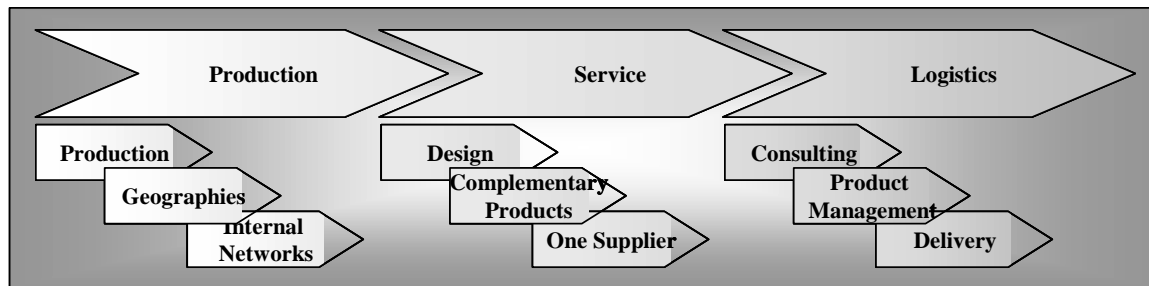 Production
Service
Logistics
Production
Geographies
Internal
Networks
Design
Complementary
Products
One Supplier
Consulting
Product
Management
Delivery